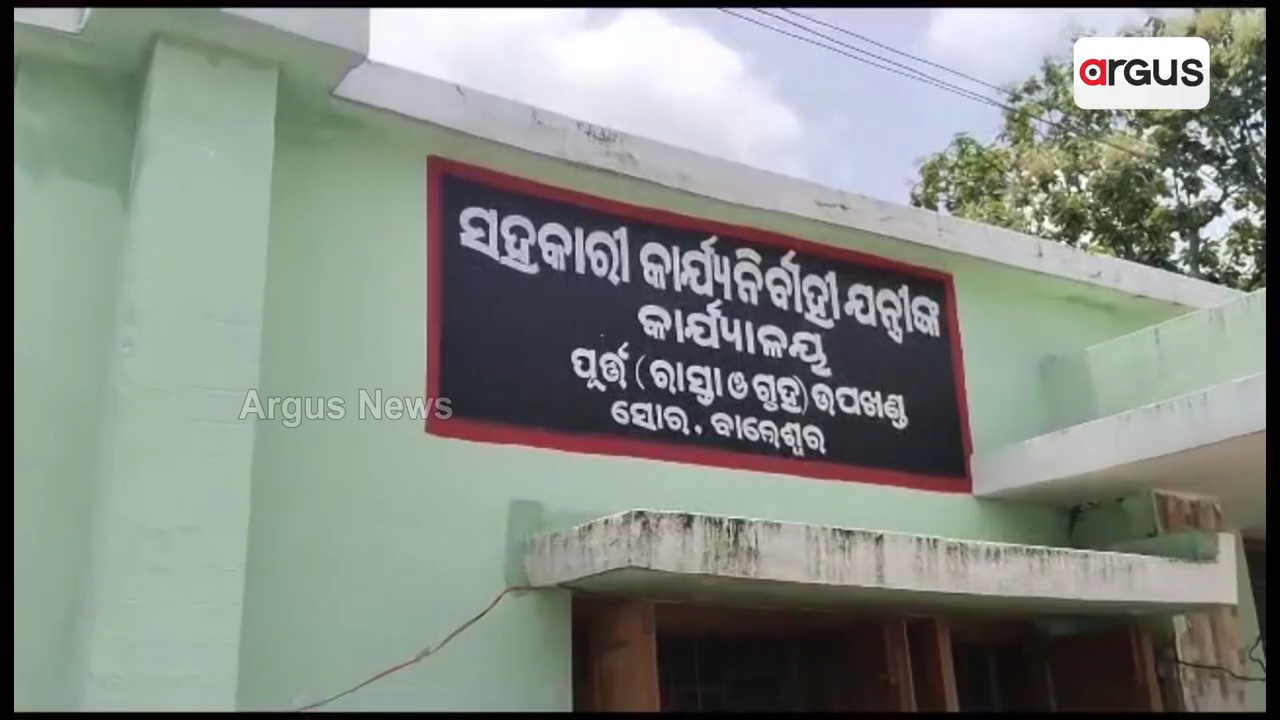 argus
ସହକାରୀ କାର୍ଯ୍ୟନିର୍ବାହୀ ଯନ୍ତ୍ରୀଙ୍କ
କାର୍ଯ୍ୟାଳୟ
ପୂର୍ତ୍ତ (ରାସ୍ତା ଓ ଗୃହ) ଉପଖଣ୍ଡ
ସୋର, ବାଲେଶ୍ୱର
Argus News